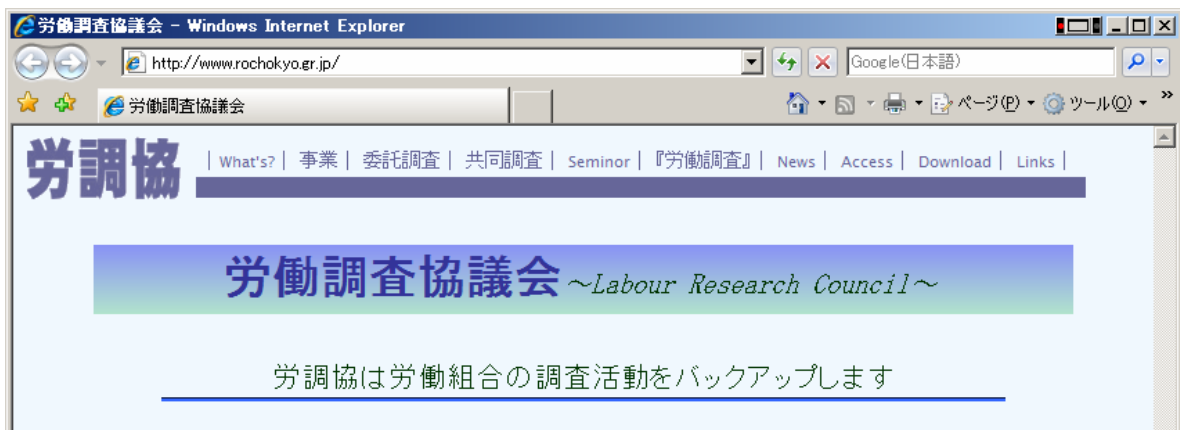 労働調査協議会 - Windows Internet Explorer
http://www.rochokyo.gr.jp/ Google(日本語)
労働調査協議会 ページ(P) ツール(O) »
労調協 | What's? | 事業 | 委託調査 | 共同調査 | Seminor | 『労働調査』 | News | Access | Download | Links |
労働調査協議会 ～Labour Research Council～
労調協は労働組合の調査活動をバックアップします